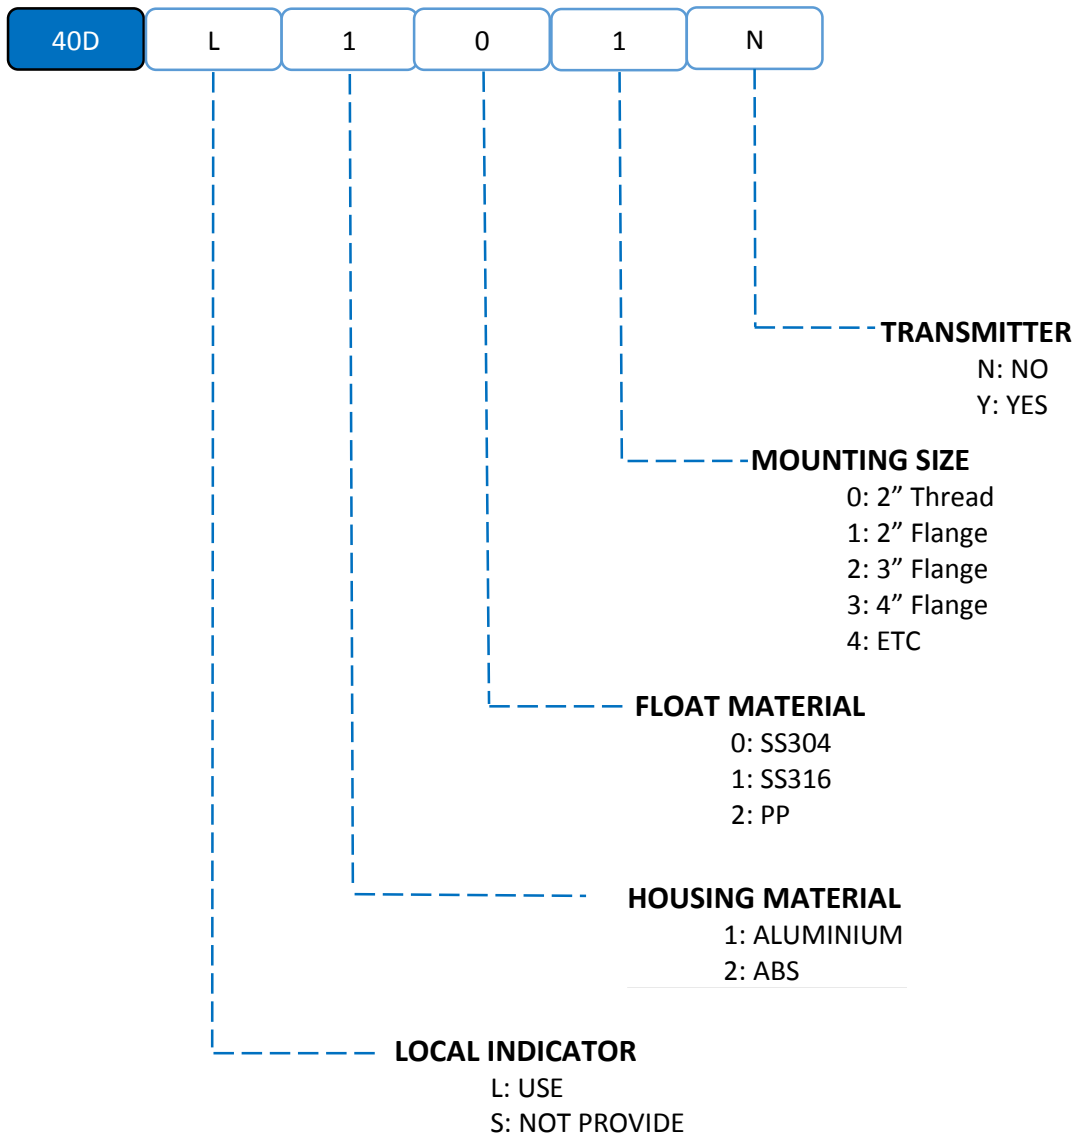 40D L 1 0 1 N
TRANSMITTER
N: NO
Y: YES
MOUNTING SIZE
0: 2” Thread
1: 2” Flange
2: 3” Flange
3: 4” Flange
4: ETC
FLOAT MATERIAL
0: SS304
1: SS316
2: PP
HOUSING MATERIAL
1: ALUMINIUM
2: ABS
LOCAL INDICATOR
L: USE
S: NOT PROVIDE